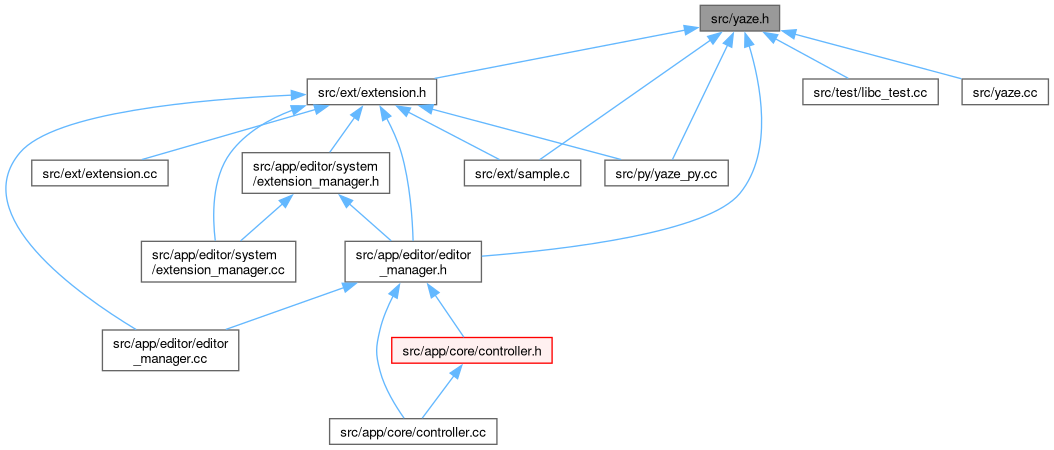 src/yaze.h
src/ext/extension.h
src/test/libc_test.cc
src/yaze.cc
src/ext/extension.cc
src/app/editor/system
/extension_manager.h
src/ext/sample.c
src/py/yaze_py.cc
src/app/editor/system
/extension_manager.cc
src/app/editor/editor
_manager.h
src/app/editor/editor
_manager.cc
src/app/core/controller.h
src/app/core/controller.cc